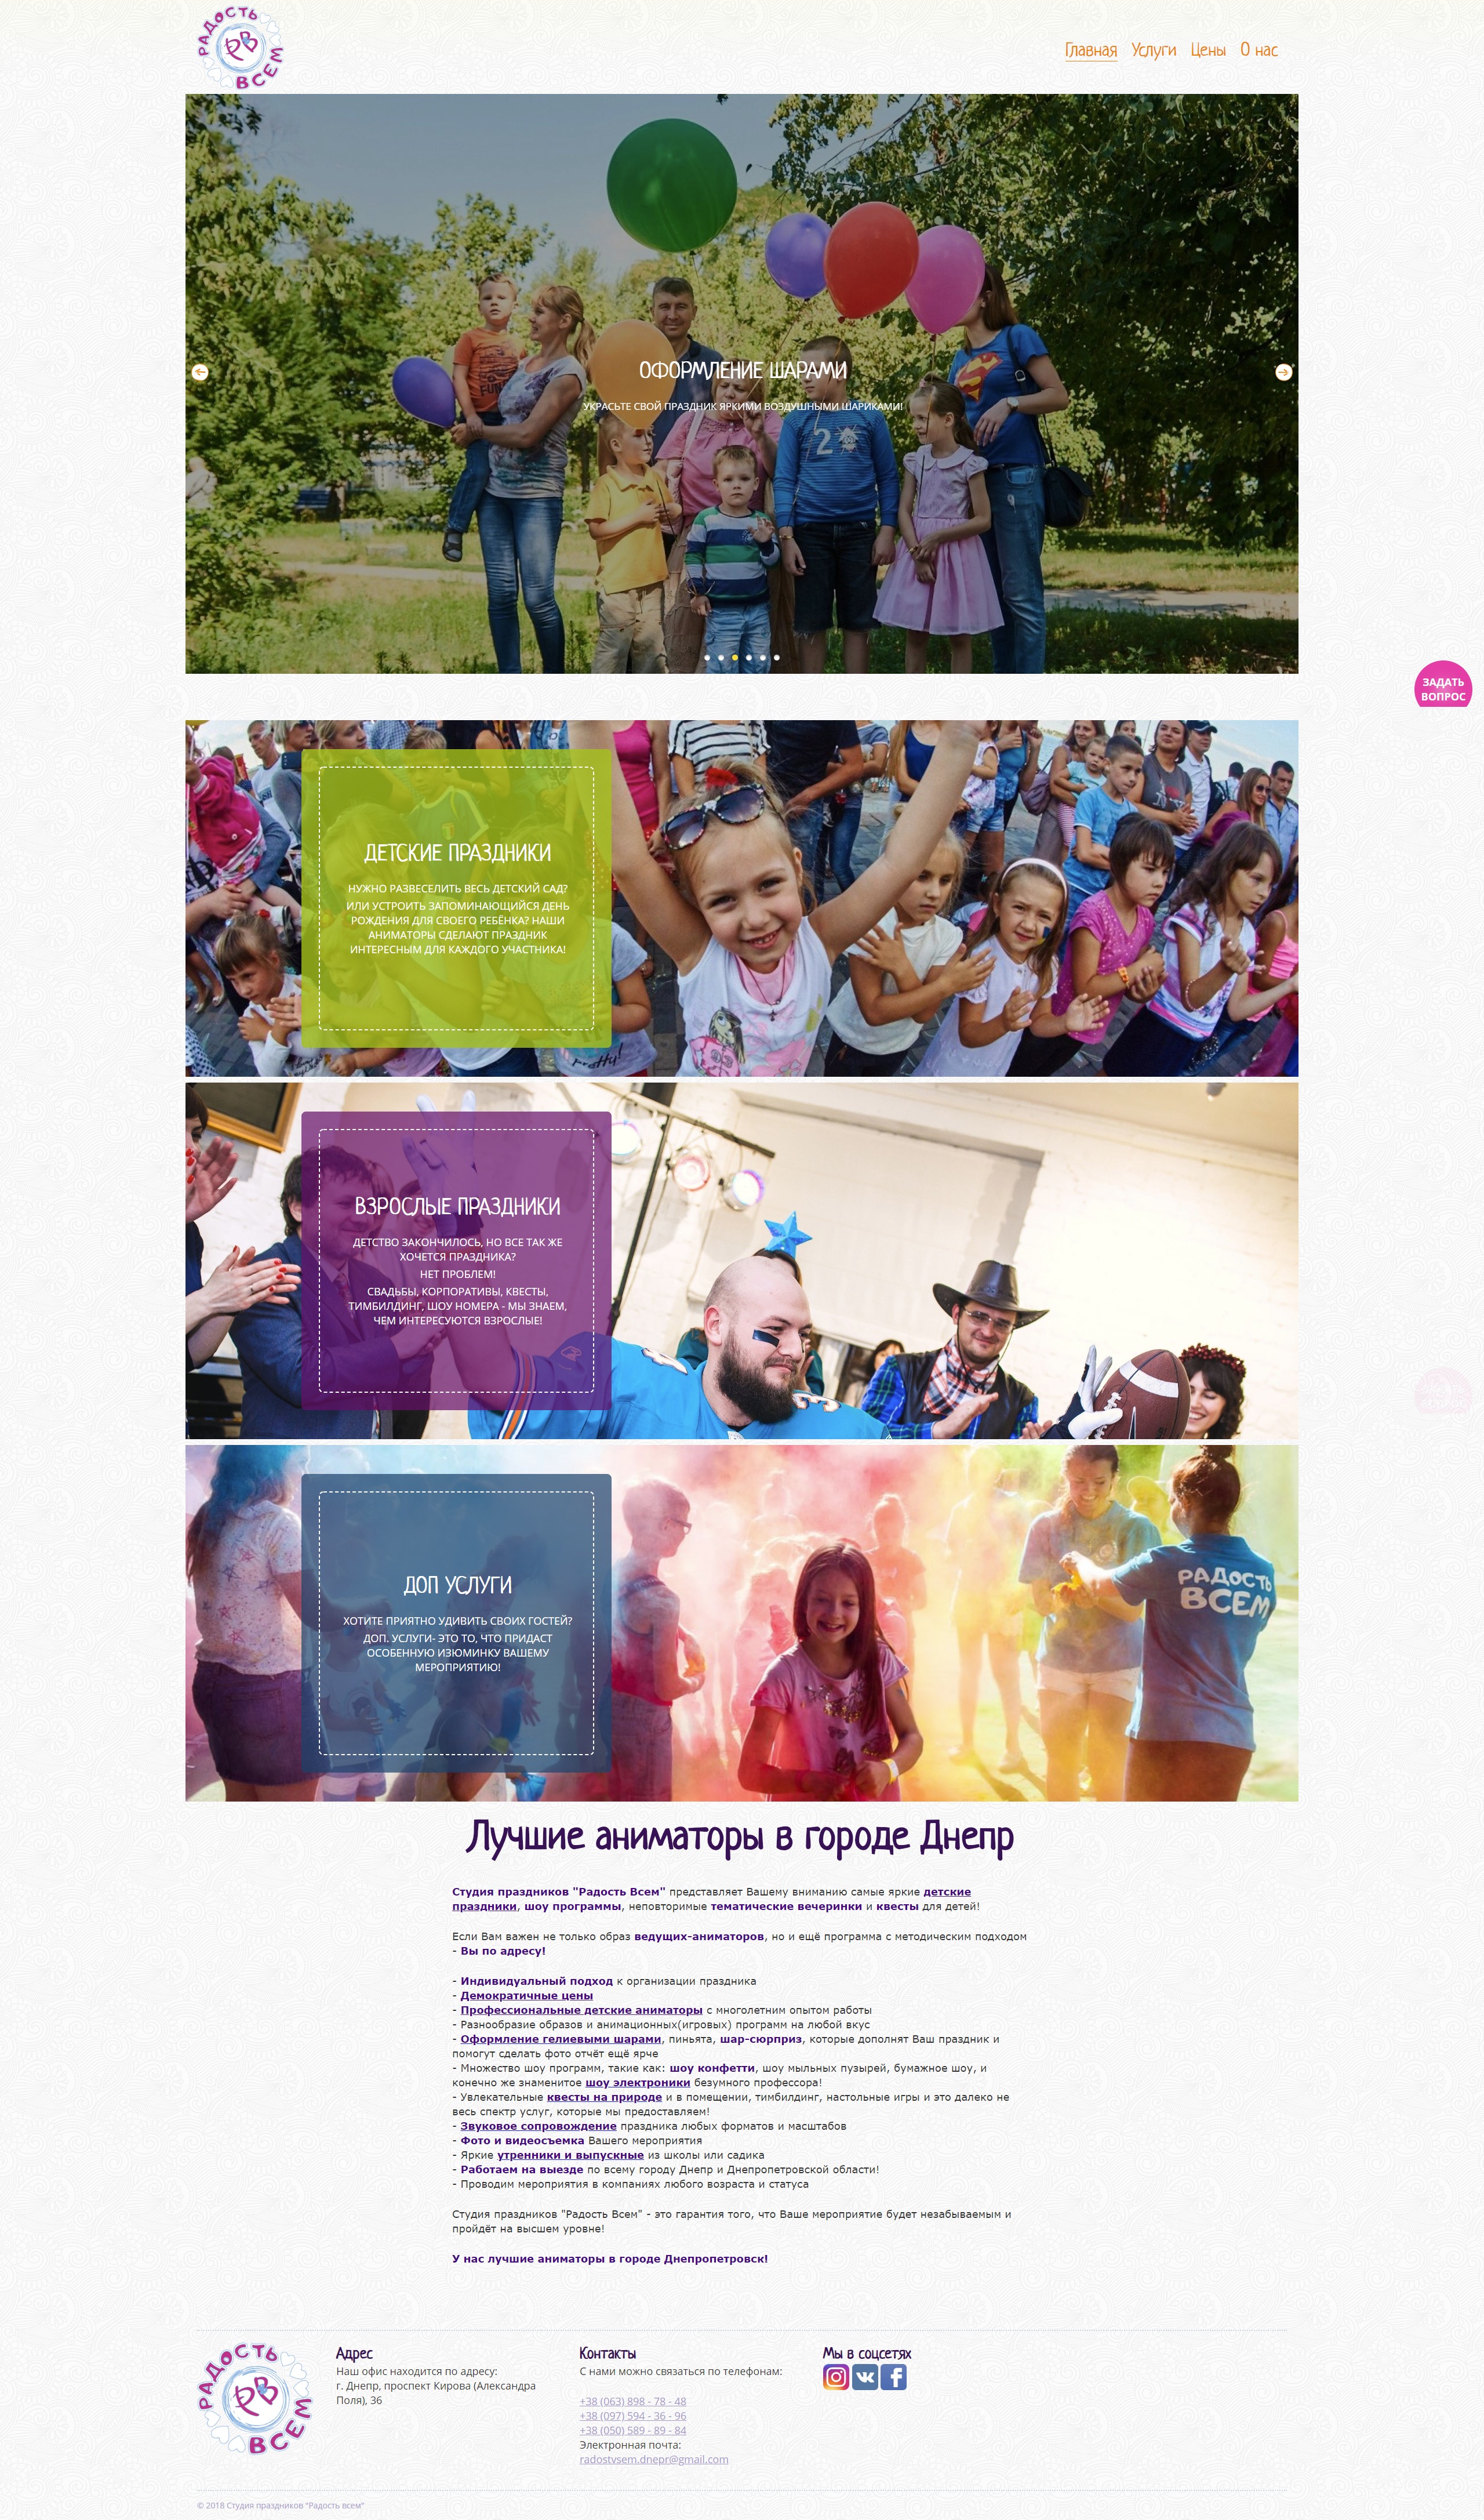 РАДОСТЬ
ВСЕМ
Главная Услуги Цены О нас
ОФОРМЛЕНИЕ ШАРАМИ
УКРАСЬТЕ СВОЙ ПРАЗДНИК ЯРКИМИ ВОЗДУШНЫМИ ШАРИКАМИ!
2
ЗАДАТЬ
ВОПРОС
ДЕТСКИЕ ПРАЗДНИКИ
НУЖНО РАЗВЕСЕЛИТЬ ВЕСЬ ДЕТСКИЙ САД?
ИЛИ УСТРОИТЬ ЗАПОМИНАЮЩИЙСЯ ДЕНЬ
РОЖДЕНИЯ ДЛЯ СВОЕГО РЕБЁНКА? НАШИ
АНИМАТОРЫ СДЕЛАЮТ ПРАЗДНИК
ИНТЕРЕСНЫМ ДЛЯ КАЖДОГО УЧАСТНИКА!
pretty!
ВЗРОСЛЫЕ ПРАЗДНИКИ
ДЕТСТВО ЗАКОНЧИЛОСЬ, НО ВСЕ ТАК ЖЕ
ХОЧЕТСЯ ПРАЗДНИКА?
НЕТ ПРОБЛЕМ!
СВАДЬБЫ, КОРПОРАТИВЫ, КВЕСТЫ,
ТИМБИЛДИНГ, ШОУ НОМЕРА - МЫ ЗНАЕМ,
ЧЕМ ИНТЕРЕСУЮТСЯ ВЗРОСЛЫЕ!
ДОП УСЛУГИ
ХОТИТЕ ПРИЯТНО УДИВИТЬ СВОИХ ГОСТЕЙ?
ДОП. УСЛУГИ- ЭТО ТО, ЧТО ПРИДАСТ
ОСОБЕННУЮ ИЗЮМИНКУ ВАШЕМУ
МЕРОПРИЯТИЮ!
РАДОСТЬ
ВСЕМ
Лучшие аниматоры в городе Днепр
Студия праздников "Радость Всем" представляет Вашему вниманию самые яркие детские
праздники, шоу программы, неповторимые тематические вечеринки и квесты для детей!
Если Вам важен не только образ ведущих-аниматоров, но и ещё программа с методическим подходом
- Вы по адресу!
- Индивидуальный подход к организации праздника
- Демократичные цены
- Профессиональные детские аниматоры с многолетним опытом работы
- Разнообразие образов и анимационных(игровых) программ на любой вкус
- Оформление гелиевыми шарами, пиньята, шар-сюрприз, которые дополнят Ваш праздник и
помогут сделать фото отчёт ещё ярче
- Множество шоу программ, такие как: шоу конфетти, шоу мыльных пузырей, бумажное шоу, и
конечно же знаменитое шоу электроники безумного профессора!
- Увлекательные квесты на природе и в помещении, тимбилдинг, настольные игры и это далеко не
весь спектр услуг, которые мы предоставляем!
- Звуковое сопровождение праздника любых форматов и масштабов
- Фото и видеосъемка Вашего мероприятия
- Яркие утренники и выпускные из школы или садика
- Работаем на выезде по всему городу Днепр и Днепропетровской области!
- Проводим мероприятия в компаниях любого возраста и статуса
Студия праздников "Радость Всем" - это гарантия того, что Ваше мероприятие будет незабываемым и
пройдёт на высшем уровне!
У нас лучшие аниматоры в городе Днепропетровск!
РАДОСТЬ
ВСЕМ
Адрес
Наш офис находится по адресу:
г. Днепр, проспект Кирова (Александра
Поля), 36
Контакты
С нами можно связаться по телефонам:
+38 (063) 898 - 78 - 48
+38 (097) 594 - 36 - 96
+38 (050) 589 - 89 - 84
Электронная почта:
radostvsem.dnepr@gmail.com
Мы в соцсетях
© 2018 Студия праздников "Радость всем"